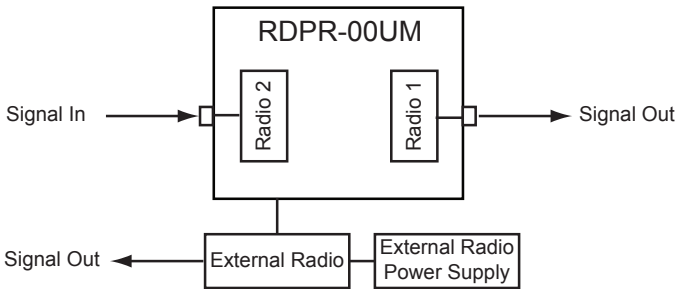 RDPR-00UM
Radio 2
Radio 1
Signal In
Signal Out
Signal Out
External Radio
External Radio
Power Supply